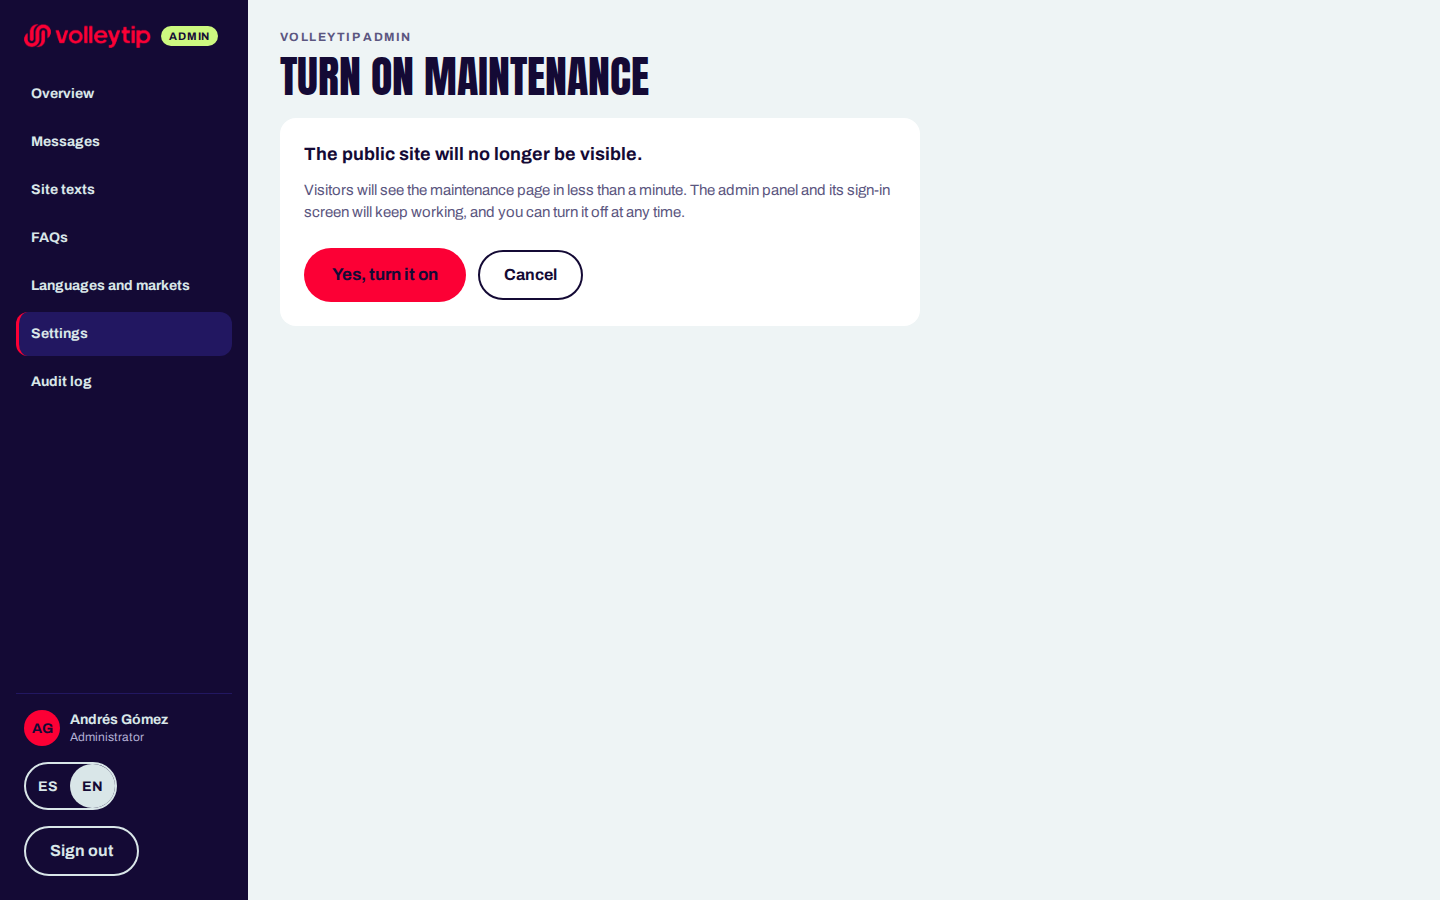 volleytip ADMIN
Overview
Messages
Site texts
FAQs
Languages and markets
Settings
Audit log
AG
Andrés Gómez
Administrator
ES EN
Sign out
VOLLEYTIP ADMIN
TURN ON MAINTENANCE
The public site will no longer be visible.
Visitors will see the maintenance page in less than a minute. The admin panel and its sign-in
screen will keep working, and you can turn it off at any time.
Yes, turn it on
Cancel